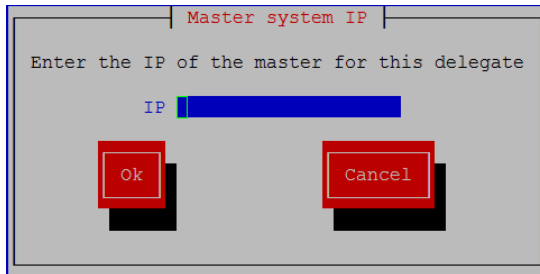 Master system IP
Enter the IP of the master for this delegate
IP
Ok Cancel